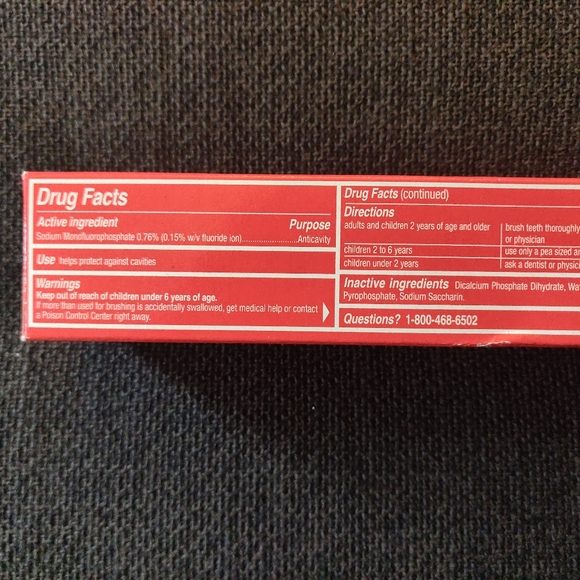 Drug Facts
Active ingredient Purpose
Sodium Monofluorophosphate 0.76% (0.15% w/v fluoride ion)......................Anticavity
Use helps protect against cavities
Warnings
Keep out of reach of children under 6 years of age.
If more than used for brushing is accidentally swallowed, get medical help or contact
a Poison Control Center right away.
Drug Facts (continued)
Directions
adults and children 2 years of age and older brush teeth thoroughly
or physician
children 2 to 6 years use only a pea sized
children under 2 years ask a dentist or
Inactive ingredients Dicalcium Phosphate Dihydrate,
Pyrophosphate, Sodium Saccharin.
Questions? 1-800-468-6502